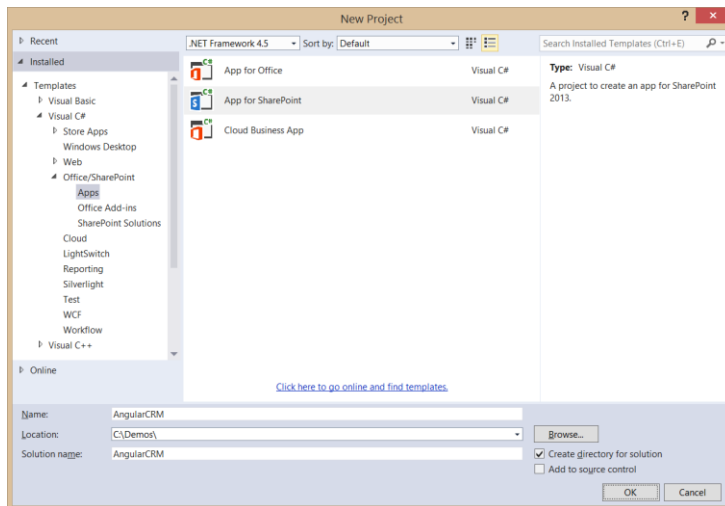 New Project
? ×
Recent
.NET Framework 4.5 Sort by: Default
Search Installed Templates (Ctrl+E)
Installed
Templates
Visual Basic
Visual C#
Store Apps
Windows Desktop
Web
Office/SharePoint
Apps
Office Add-ins
SharePoint Solutions
Cloud
LightSwitch
Reporting
Silverlight
Test
WCF
Workflow
Visual C++
Online
C# App for Office Visual C#
C# App for SharePoint Visual C#
C# Cloud Business App Visual C#
Click here to go online and find templates.
Type: Visual C#
A project to create an app for SharePoint
2013.
Name: AngularCRM
Location: C:\Demos\ Browse...
Solution name: AngularCRM
Create directory for solution
Add to source control
OK Cancel